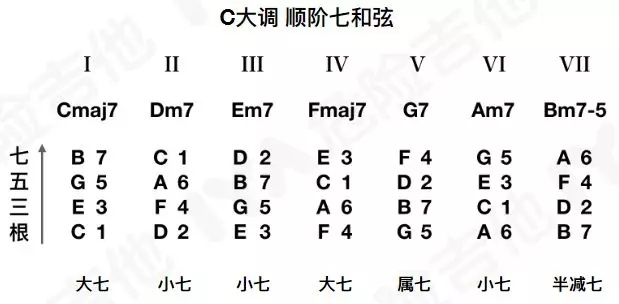 C大调 顺阶七和弦
I II III IV V VI VII
Cmaj7 Dm7 Em7 Fmaj7 G7 Am7 Bm7-5
七 B 7 C 1 D 2 E 3 F 4 G 5 A 6
五 G 5 A 6 B 7 C 1 D 2 E 3 F 4
三 E 3 F 4 G 5 A 6 B 7 C 1 D 2
根 C 1 D 2 E 3 F 4 G 5 A 6 B 7
大七 小七 小七 大七 属七 小七 半减七